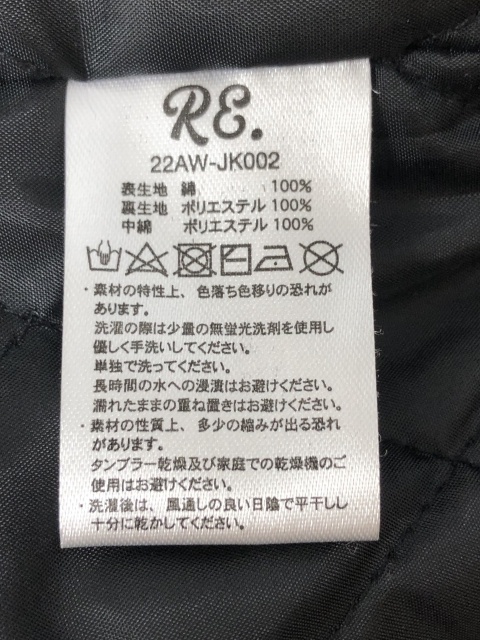 RE.
22AW-JK002
表生地 綿 100%
裏生地 ポリエステル 100%
中綿 ポリエステル 100%
・素材の特性上、色落ち色移りの恐れが
あります。
洗濯の際は少量の無蛍光洗剤を使用し
優しく手洗いしてください。
単独で洗ってください。
長時間の水への浸漬はお避けください。
濡れたままの重ね置きはお避けください。
・素材の性質上、多少の縮みが出る恐れ
があります。
タンブラー乾燥及び家庭での乾燥機のご
使用はお避けください。
・洗濯後は、風通しの良い日陰で平干しし
十分に乾かしてください。